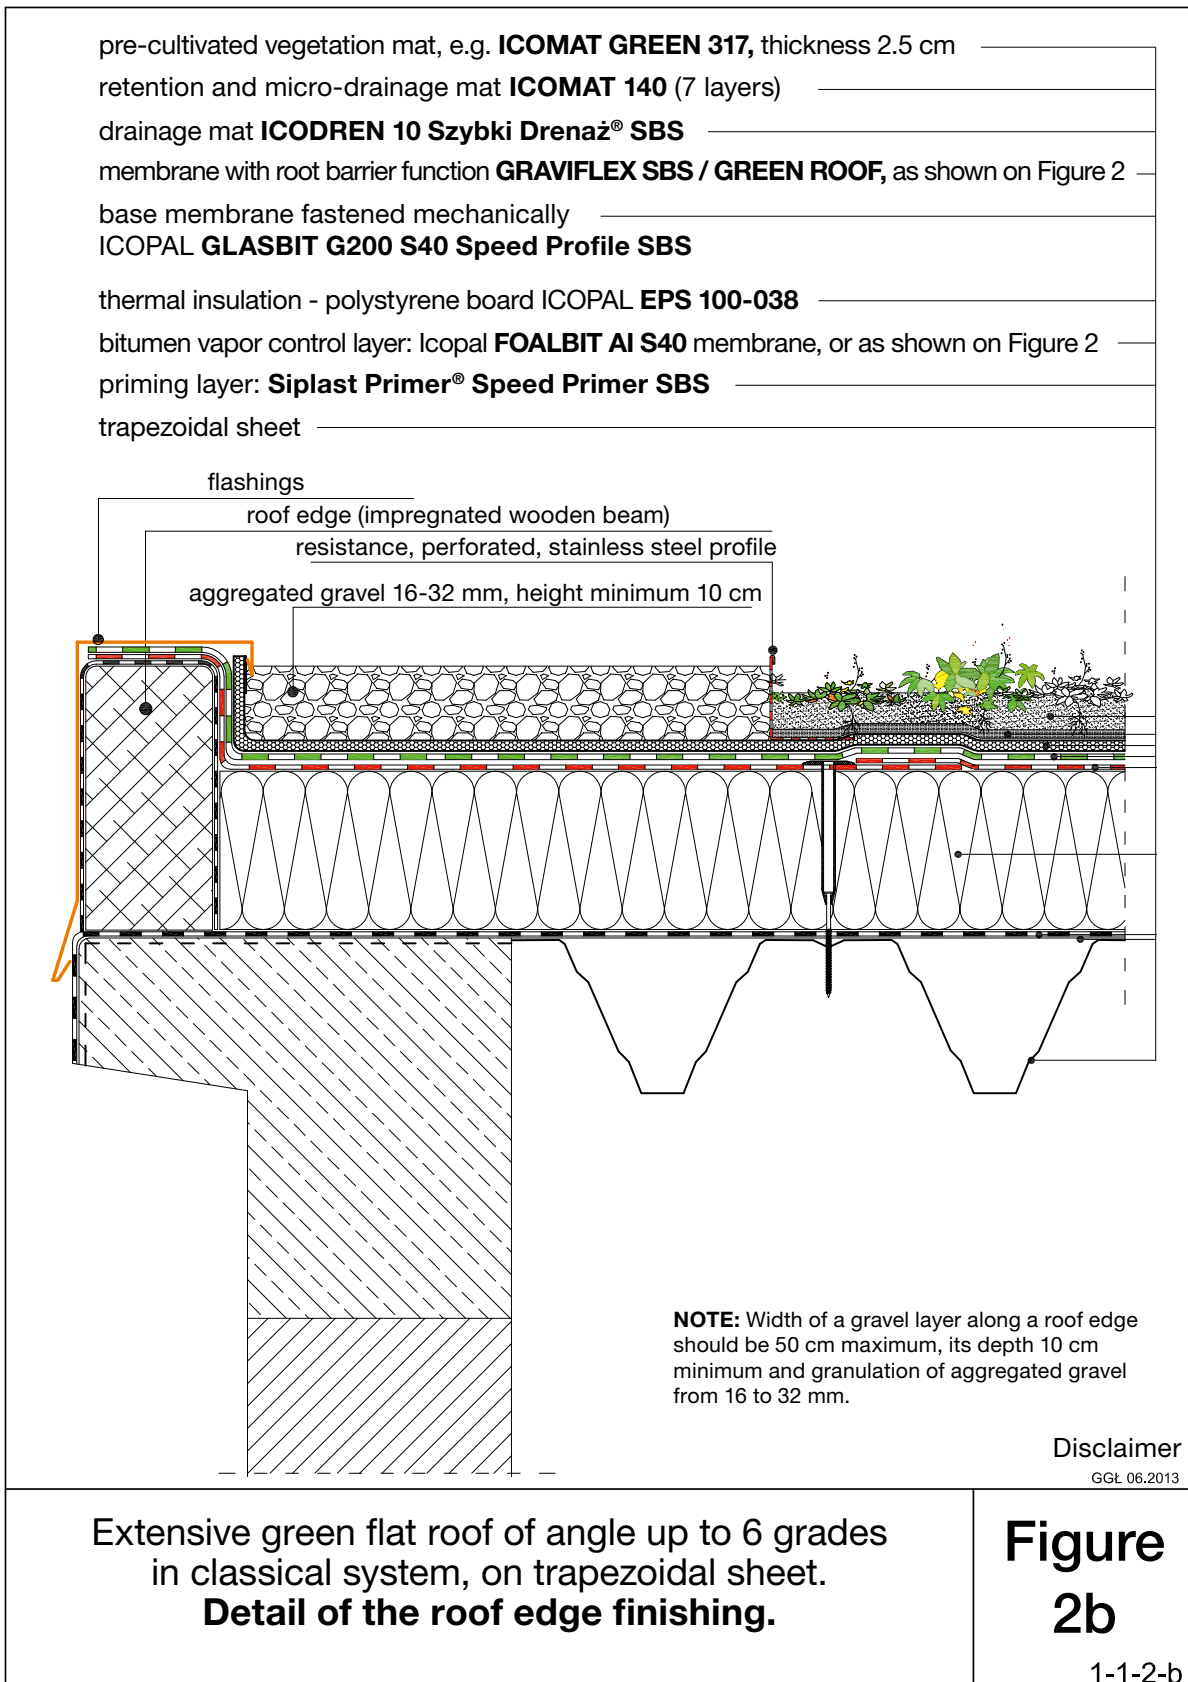 pre-cultivated vegetation mat, e.g. ICOMAT GREEN 317, thickness 2.5 cm
retention and micro-drainage mat ICOMAT 140 (7 layers)
drainage mat ICODREN 10 Szybki Drenaż® SBS
membrane with root barrier function GRAVIFLEX SBS / GREEN ROOF, as shown on Figure 2
base membrane fastened mechanically
ICOPAL GLASBIT G200 S40 Speed Profile SBS
thermal insulation - polystyrene board ICOPAL EPS 100-038
bitumen vapor control layer: Icopal FOALBIT Al S40 membrane, or as shown on Figure 2
priming layer: Siplast Primer® Speed Primer SBS
trapezoidal sheet
flashings
roof edge (impregnated wooden beam)
resistance, perforated, stainless steel profile
aggregated gravel 16-32 mm, height minimum 10 cm
NOTE: Width of a gravel layer along a roof edge
should be 50 cm maximum, its depth 10 cm
minimum and granulation of aggregated gravel
from 16 to 32 mm.
Disclaimer
GGŁ 06.2013
Extensive green flat roof of angle up to 6 grades
in classical system, on trapezoidal sheet.
Detail of the roof edge finishing.
Figure
2b
1-1-2-b